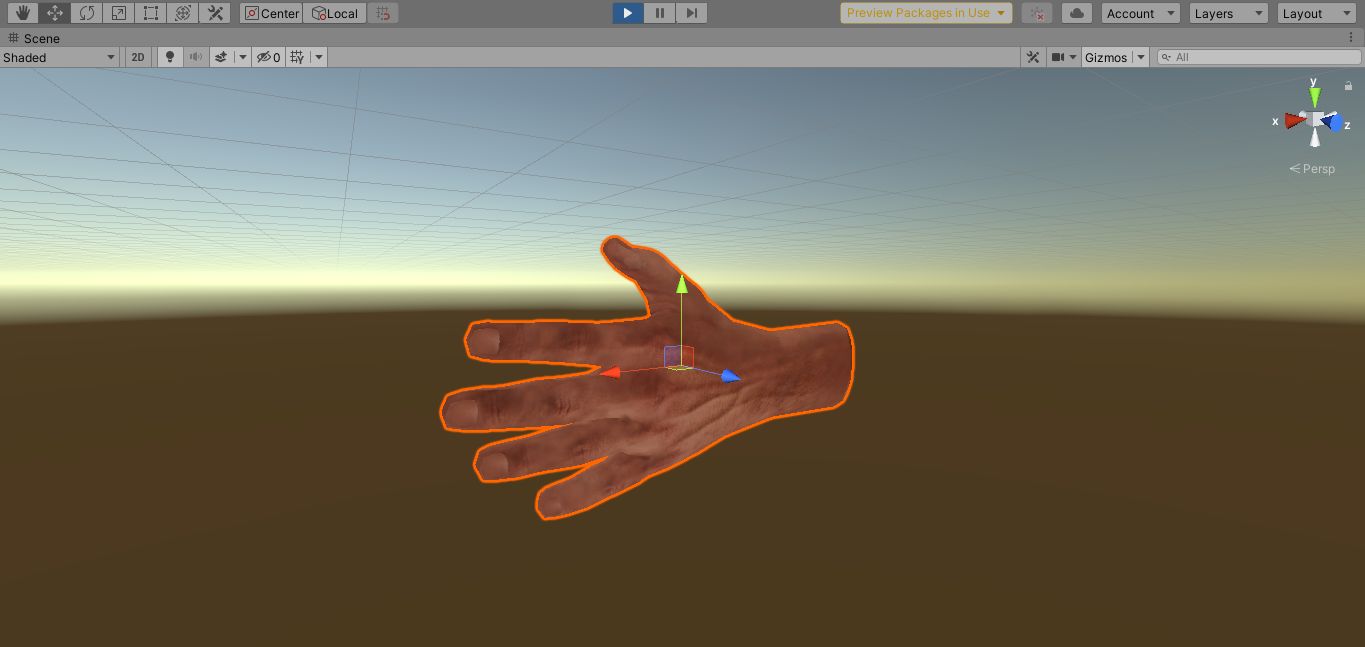 Center Local Preview Packages in Use Account Layers Layout
Scene
Shaded 2D 0 Gizmos All
y
x z
Persp